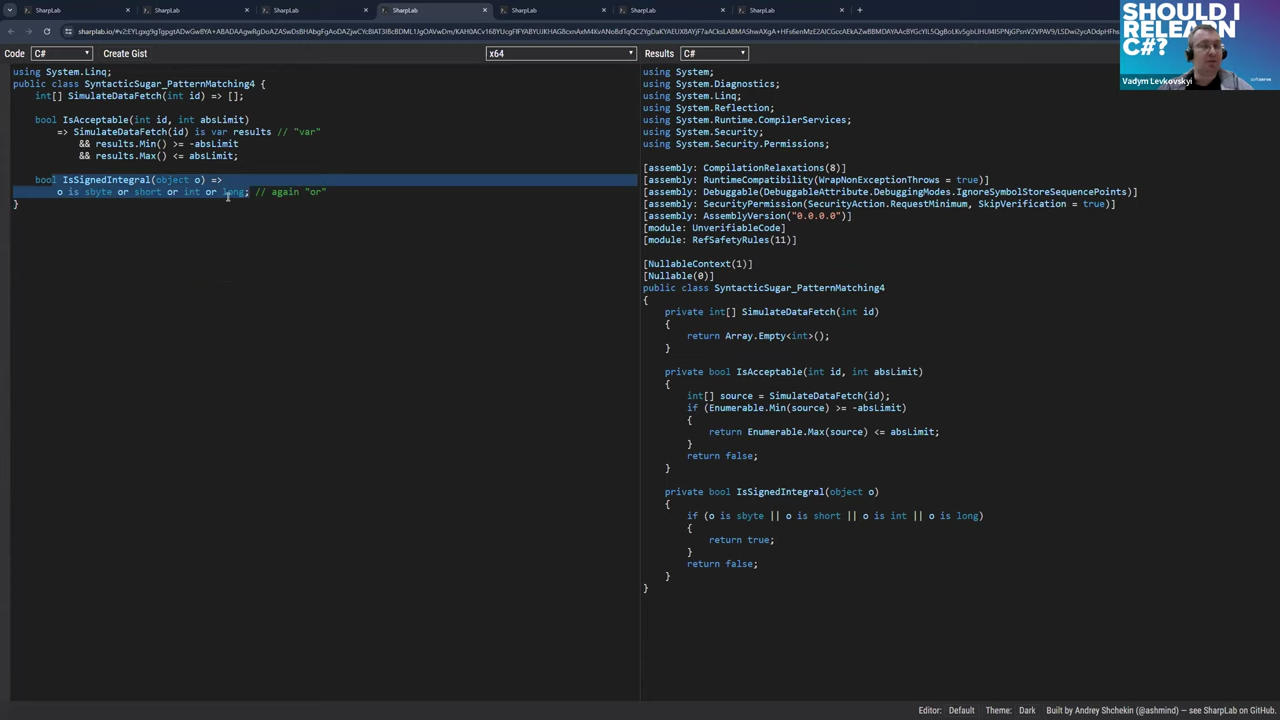 SharpLab
SharpLab
SharpLab
SharpLab
SharpLab
SharpLab
SharpLab
SHOULD I
RELEARN
C#?
Vadym Levkovskyi
softserve
Code C# Create Gist x64 Results C#
using System.Linq;
public class SyntacticSugar_PatternMatching4 {
int[] SimulateDataFetch(int id) => [];
bool IsAcceptable(int id, int absLimit)
=> SimulateDataFetch(id) is var results // "var"
&& results.Min() >= -absLimit
&& results.Max() <= absLimit;
bool IsSignedIntegral(object o) =>
o is sbyte or short or int or long; // again "or"
}
using System;
using System.Diagnostics;
using System.Linq;
using System.Reflection;
using System.Runtime.CompilerServices;
using System.Security;
using System.Security.Permissions;
[assembly: CompilationRelaxations(8)]
[assembly: RuntimeCompatibility(WrapNonExceptionThrows = true)]
[assembly: Debuggable(DebuggableAttribute.DebuggingModes.IgnoreSymbolStoreSequencePoints)]
[assembly: SecurityPermission(SecurityAction.RequestMinimum, SkipVerification = true)]
[assembly: AssemblyVersion("0.0.0.0")]
[module: UnverifiableCode]
[module: RefSafetyRules(11)]
[NullableContext(1)]
[Nullable(0)]
public class SyntacticSugar_PatternMatching4
{
private int[] SimulateDataFetch(int id)
{
return Array.Empty<int>();
}
private bool IsAcceptable(int id, int absLimit)
{
int[] source = SimulateDataFetch(id);
if (Enumerable.Min(source) >= -absLimit)
{
return Enumerable.Max(source) <= absLimit;
}
return false;
}
private bool IsSignedIntegral(object o)
{
if (o is sbyte || o is short || o is int || o is long)
{
return true;
}
return false;
}
}
Editor: Default Theme: Dark Built by Andrey Shchekin (@ashmind) — see SharpLab on GitHub.